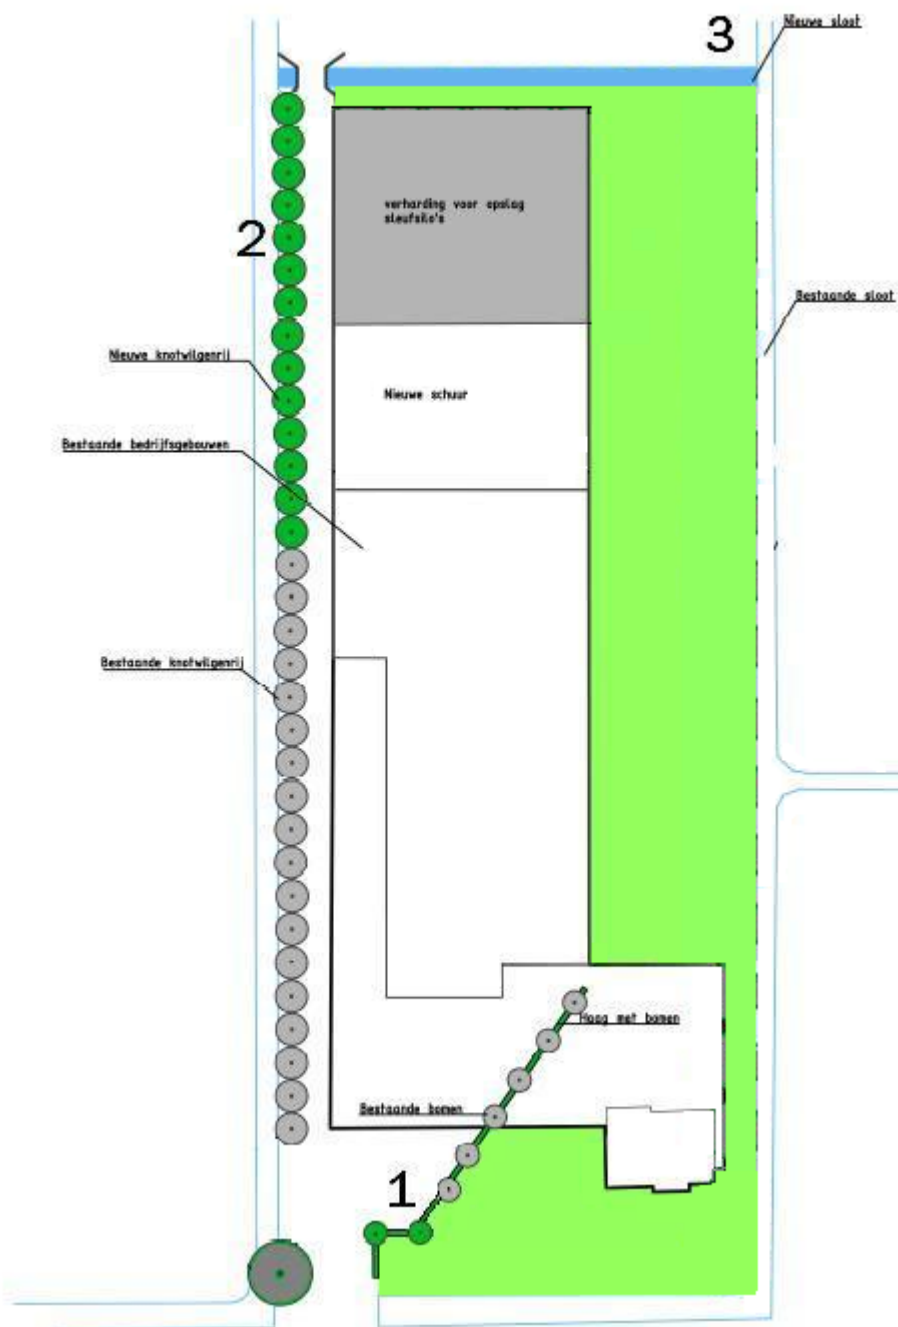 3
Nieuwe sloot
verharding voor opslag
sleufsilo's
2
Bestaande sloot
Nieuwe knotwilgenrij
Nieuwe schuur
Bestaande bedrijfsgebouwen
Bestaande knotwilgenrij
Haag met bomen
Bestaande bomen
1